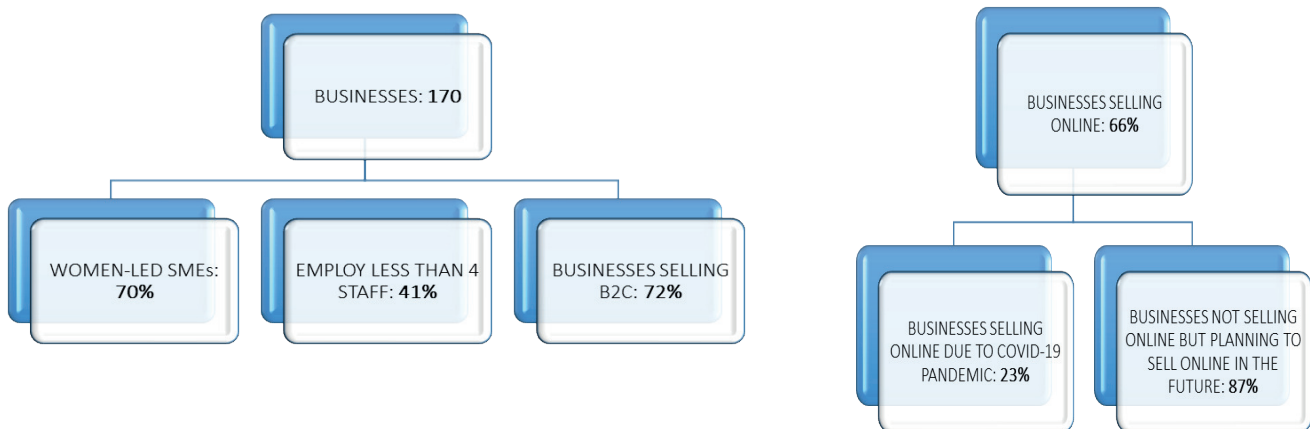 BUSINESSES: 170
WOMEN-LED SMEs:
70%
EMPLOY LESS THAN 4
STAFF: 41%
BUSINESSES SELLING
B2C: 72%
BUSINESSES SELLING
ONLINE: 66%
BUSINESSES SELLING
ONLINE DUE TO COVID-19
PANDEMIC: 23%
BUSINESSES NOT SELLING
ONLINE BUT PLANNING TO
SELL ONLINE IN THE
FUTURE: 87%